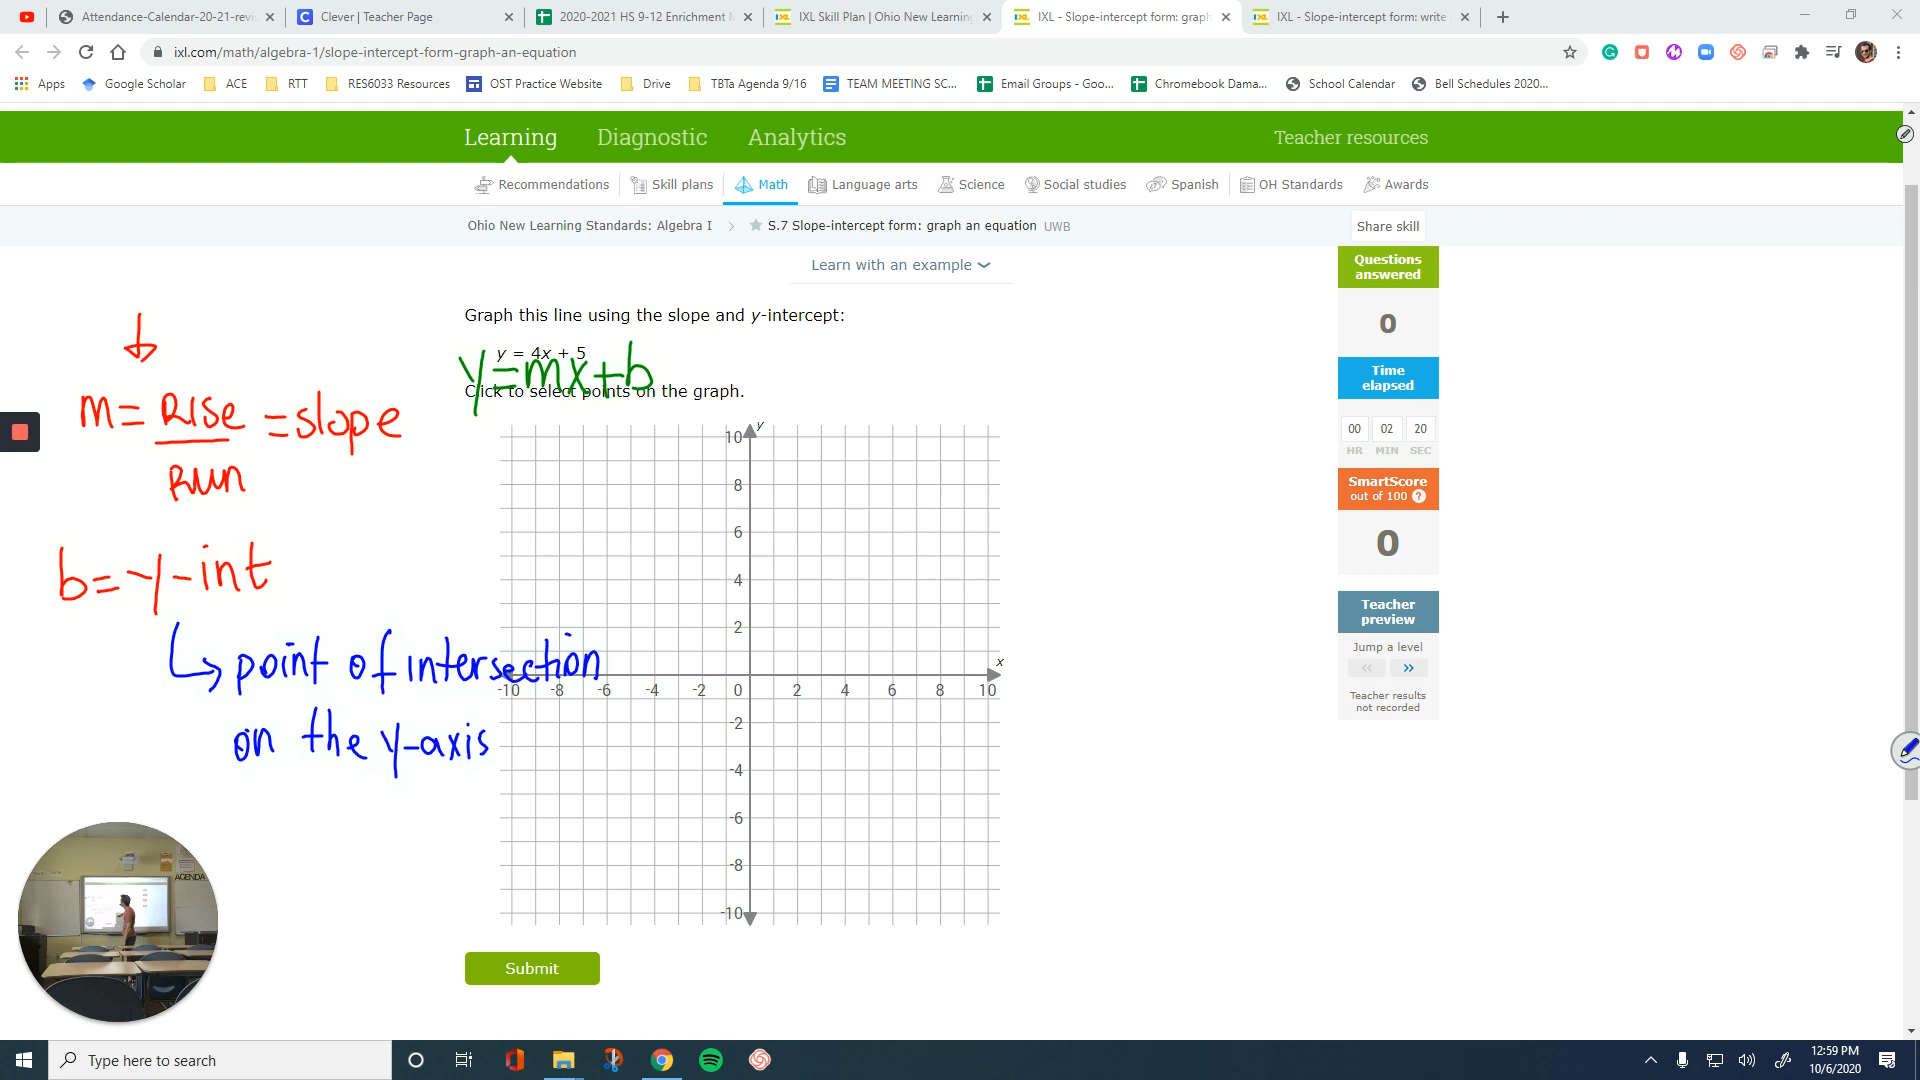 Attendance-Calendar-20-21-revi
Clever | Teacher Page
2020-2021 HS 9-12 Enrichment M
IXL Skill Plan | Ohio New Learning
IXL - Slope-intercept form: graph
IXL - Slope-intercept form: write
ixl.com/math/algebra-1/slope-intercept-form-graph-an-equation
Apps Google Scholar ACE RTT RES6033 Resources OST Practice Website Drive TBTa Agenda 9/16 TEAM MEETING SC... Email Groups - Goo... Chromebook Dama... School Calendar Bell Schedules 2020...
Learning Diagnostic Analytics Teacher resources
Recommendations Skill plans Math Language arts Science Social studies Spanish OH Standards Awards
Ohio New Learning Standards: Algebra I > S.7 Slope-intercept form: graph an equation UWB
Share skill
Learn with an example
Graph this line using the slope and y-intercept:
y = 4x + 5
y=mx+b
Click to select points on the graph.
m = Rise = slope
Run
b = y-int
point of intersection
on the y-axis
y
10
8
6
4
2
x
-10 -8 -6 -4 -2 0 2 4 6 8 10
-2
-4
-6
-8
-10
Submit
Questions
answered
0
Time
elapsed
00 02 20
HR MIN SEC
SmartScore
out of 100 ?
0
Teacher
preview
Jump a level
<< >>
Teacher results
not recorded
AGENDA
Type here to search
12:59 PM
10/6/2020